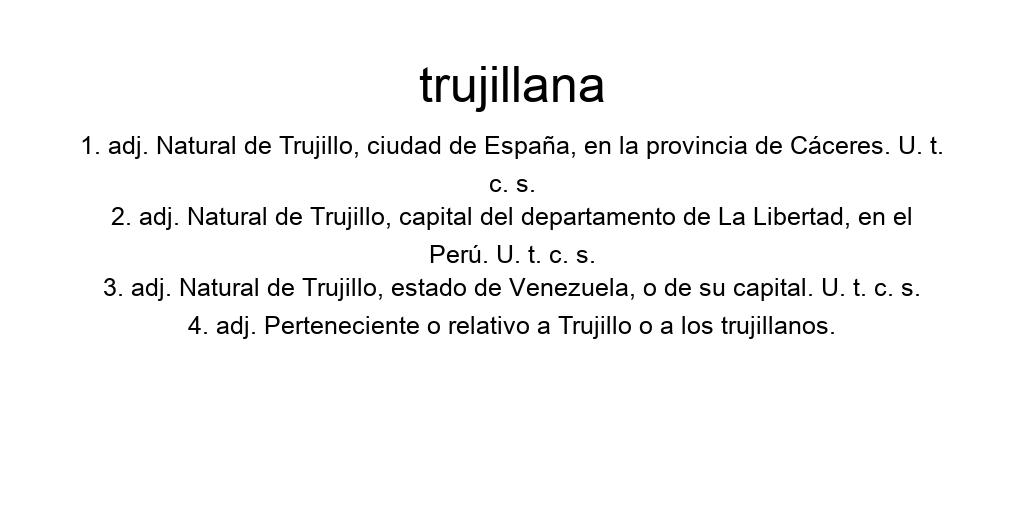 trujillana
1. adj. Natural de Trujillo, ciudad de España, en la provincia de Cáceres. U. t.
c. s.
2. adj. Natural de Trujillo, capital del departamento de La Libertad, en el
Perú. U. t. c. s.
3. adj. Natural de Trujillo, estado de Venezuela, o de su capital. U. t. c. s.
4. adj. Perteneciente o relativo a Trujillo o a los trujillanos.